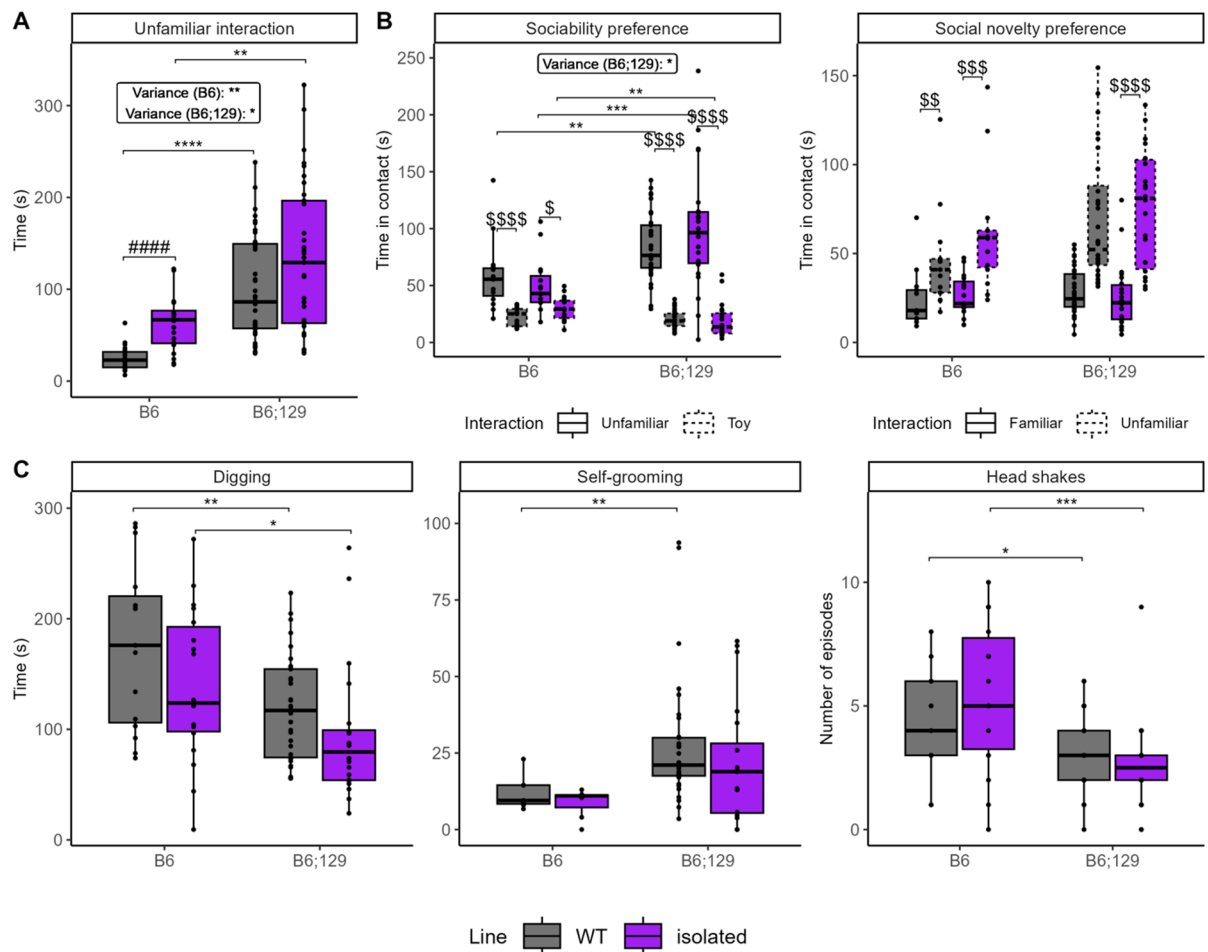 A
Unfamiliar interaction
**
Variance (B6): **
Variance (B6;129): *
****
####
Time (s)
300
200
100
0
B6
B6;129
B
Sociability preference
Variance (B6;129): *
**
***
**
$$$$
$$$$
$$$$
$
Time in contact (s)
250
200
150
100
50
0
B6
B6;129
Interaction Unfamiliar Toy
Social novelty preference
$$
$$$
$$$$
Time in contact (s)
150
100
50
0
B6
B6;129
Interaction Familiar Unfamiliar
C
Digging
**
*
Time (s)
300
200
100
0
B6
B6;129
Self-grooming
**
100
75
50
25
0
B6
B6;129
Head shakes
***
*
Number of episodes
10
5
0
B6
B6;129
Line WT isolated